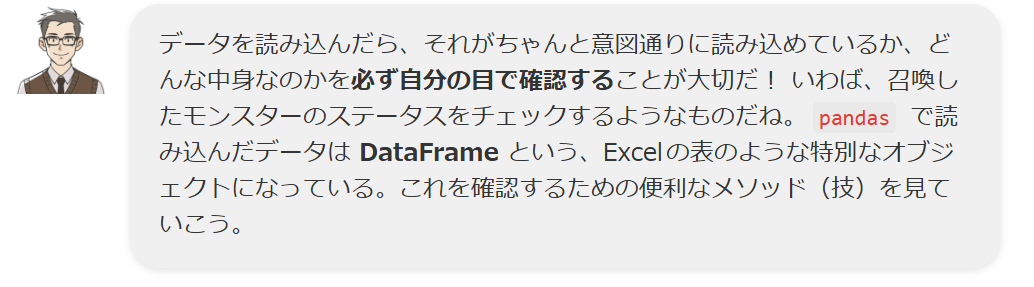 データを読み込んだら、それがちゃんと意図通りに読み込めているか、ど
んな中身なのかを必ず自分の目で確認することが大切だ！ いわば、召喚し
たモンスターのステータスをチェックするようなものだね。 pandas で読
み込んだデータは DataFrame という、Excelの表のような特別なオブジ
ェクトになっている。これを確認するための便利なメソッド（技）を見て
いこう。